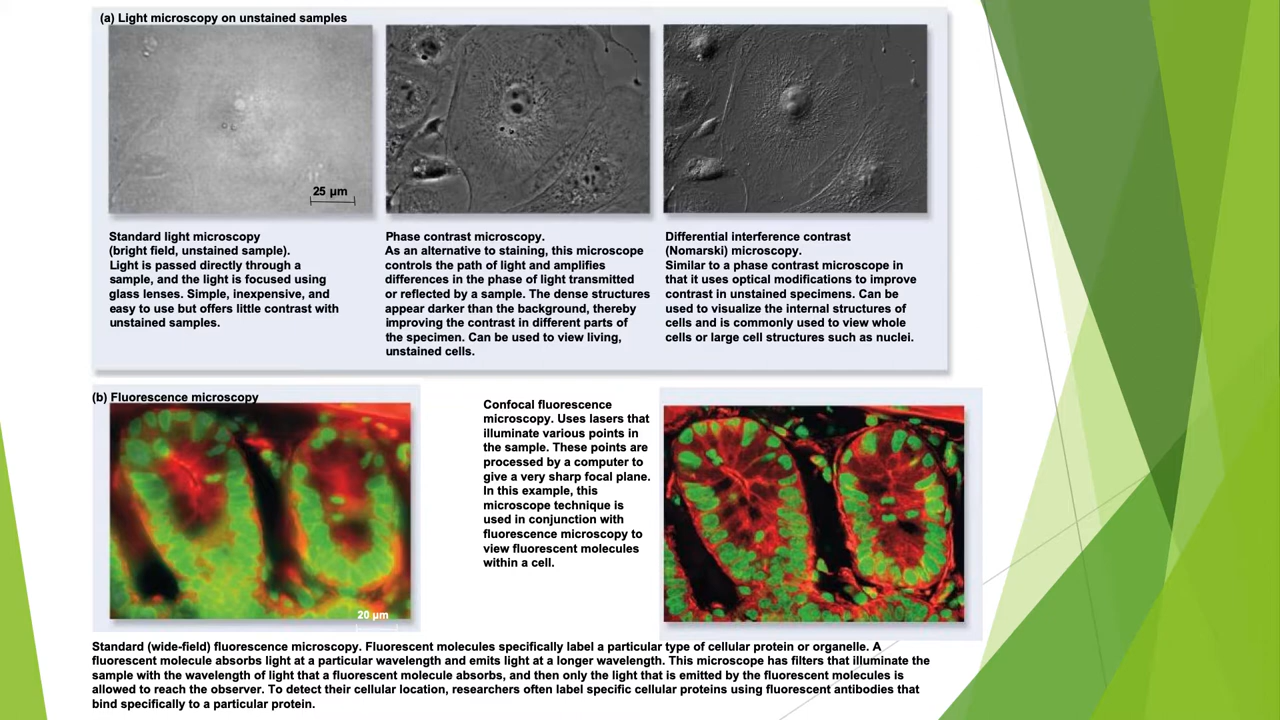 (a) Light microscopy on unstained samples
25 µm
Standard light microscopy
(bright field, unstained sample).
Light is passed directly through a
sample, and the light is focused using
glass lenses. Simple, inexpensive, and
easy to use but offers little contrast with
unstained samples.
Phase contrast microscopy.
As an alternative to staining, this microscope
controls the path of light and amplifies
differences in the phase of light transmitted
or reflected by a sample. The dense structures
appear darker than the background, thereby
improving the contrast in different parts of
the specimen. Can be used to view living,
unstained cells.
Differential interference contrast
(Nomarski) microscopy.
Similar to a phase contrast microscope in
that it uses optical modifications to improve
contrast in unstained specimens. Can be
used to visualize the internal structures of
cells and is commonly used to view whole
cells or large cell structures such as nuclei.
(b) Fluorescence microscopy
20 µm
Confocal fluorescence
microscopy. Uses lasers that
illuminate various points in
the sample. These points are
processed by a computer to
give a very sharp focal plane.
In this example, this
microscope technique is
used in conjunction with
fluorescence microscopy to
view fluorescent molecules
within a cell.
Standard (wide-field) fluorescence microscopy. Fluorescent molecules specifically label a particular type of cellular protein or organelle. A
fluorescent molecule absorbs light at a particular wavelength and emits light at a longer wavelength. This microscope has filters that illuminate the
sample with the wavelength of light that a fluorescent molecule absorbs, and then only the light that is emitted by the fluorescent molecules is
allowed to reach the observer. To detect their cellular location, researchers often label specific cellular proteins using fluorescent antibodies that
bind specifically to a particular protein.